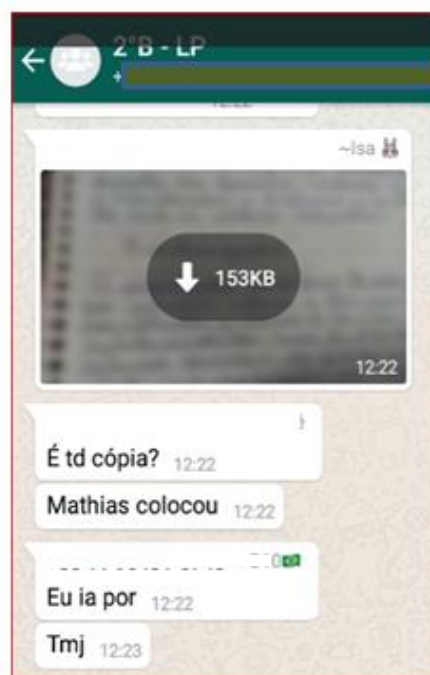 2°B - LP
+
12:22
~Isa
153KB
12:22
É td cópia? 12:22
Mathias colocou 12:22
Eu ia por 12:22
Tmj 12:23